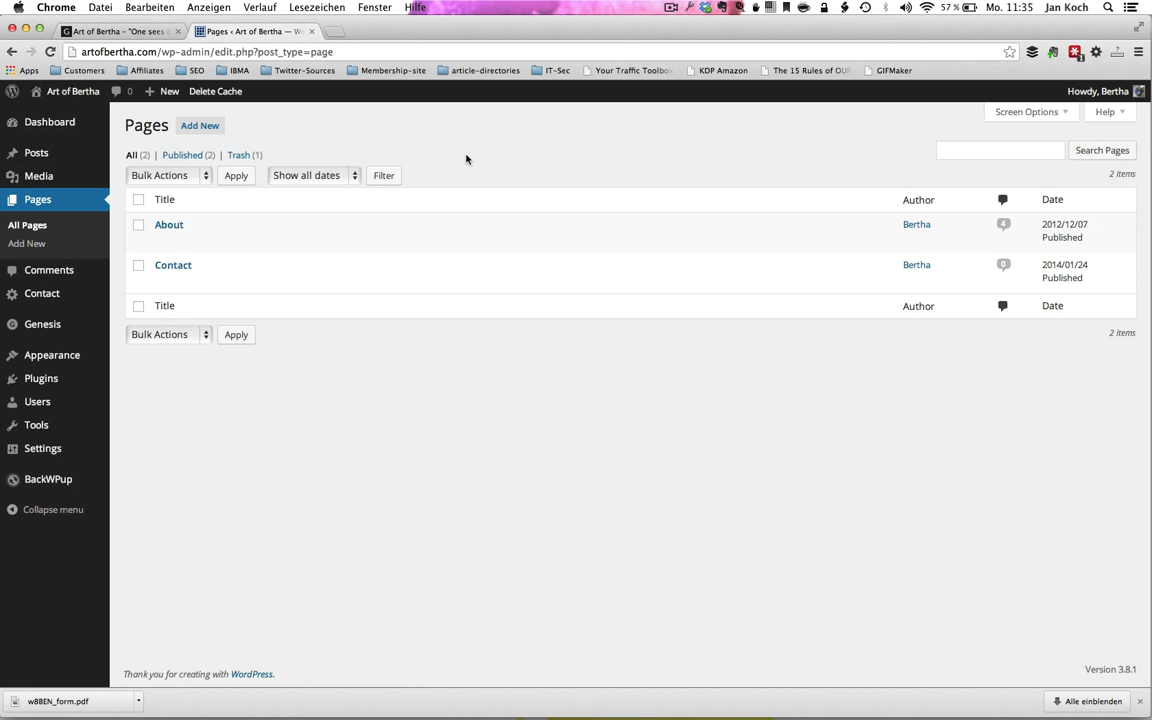 Chrome Datei Bearbeiten Anzeigen Verlauf Lesezeichen Fenster Hilfe 57 % Mo. 11:35 Jan Koch
Art of Bertha – "One sees Pages ‹ Art of Bertha — Wo
artofbertha.com/wp-admin/edit.php?post_type=page
Apps Customers Affiliates SEO IBMA Twitter-Sources Membership-site article-directories IT-Sec Your Traffic Toolbox KDP Amazon The 15 Rules of OUR GIFMaker
Art of Bertha 0 New Delete Cache Howdy, Bertha
Screen Options Help
Dashboard
Posts
Media
Pages
All Pages
Add New
Comments
Contact
Genesis
Appearance
Plugins
Users
Tools
Settings
BackWPup
Collapse menu
Pages Add New
All (2) | Published (2) | Trash (1)
Search Pages
Bulk Actions Apply Show all dates Filter
2 items
Title Author Date
About Bertha 4 2012/12/07
Published
Contact Bertha 0 2014/01/24
Published
Title Author Date
Bulk Actions Apply
2 items
Thank you for creating with WordPress.
Version 3.8.1
w8BEN_form.pdf Alle einblenden